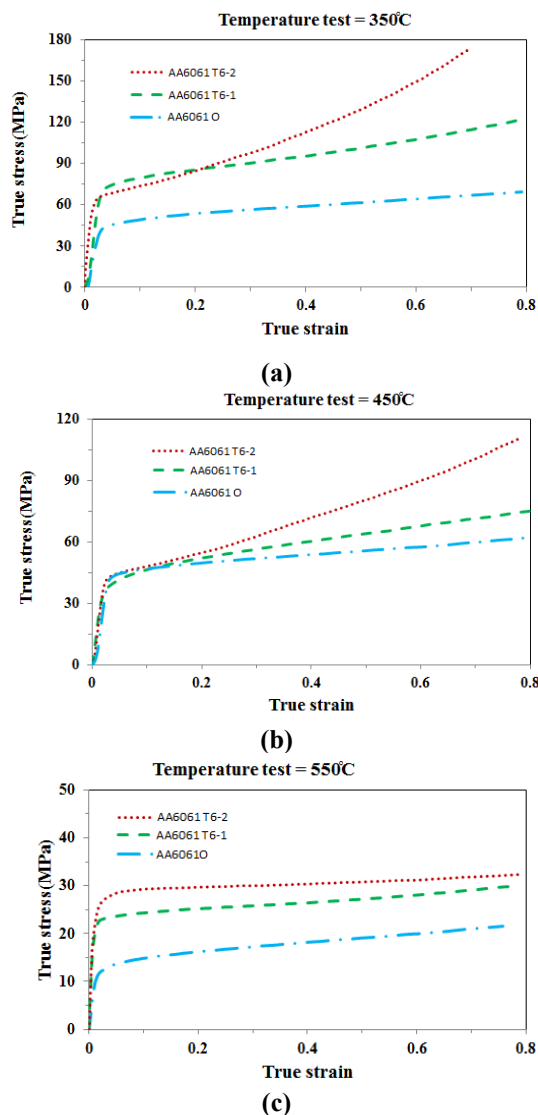 Temperature test = 350℃
True stress(MPa)
180
150
120
90
60
30
0
AA6061 T6-2
AA6061 T6-1
AA6061 O
0
0.2
0.4
0.6
0.8
True strain
(a)
Temperature test = 450℃
True stress(MPa)
120
90
60
30
0
AA6061 T6-2
AA6061 T6-1
AA6061 O
0
0.2
0.4
0.6
0.8
True strain
(b)
Temperature test = 550℃
True stress(MPa)
50
40
30
20
10
0
AA6061 T6-2
AA6061 T6-1
AA6061O
0
0.2
0.4
0.6
0.8
True strain
(c)